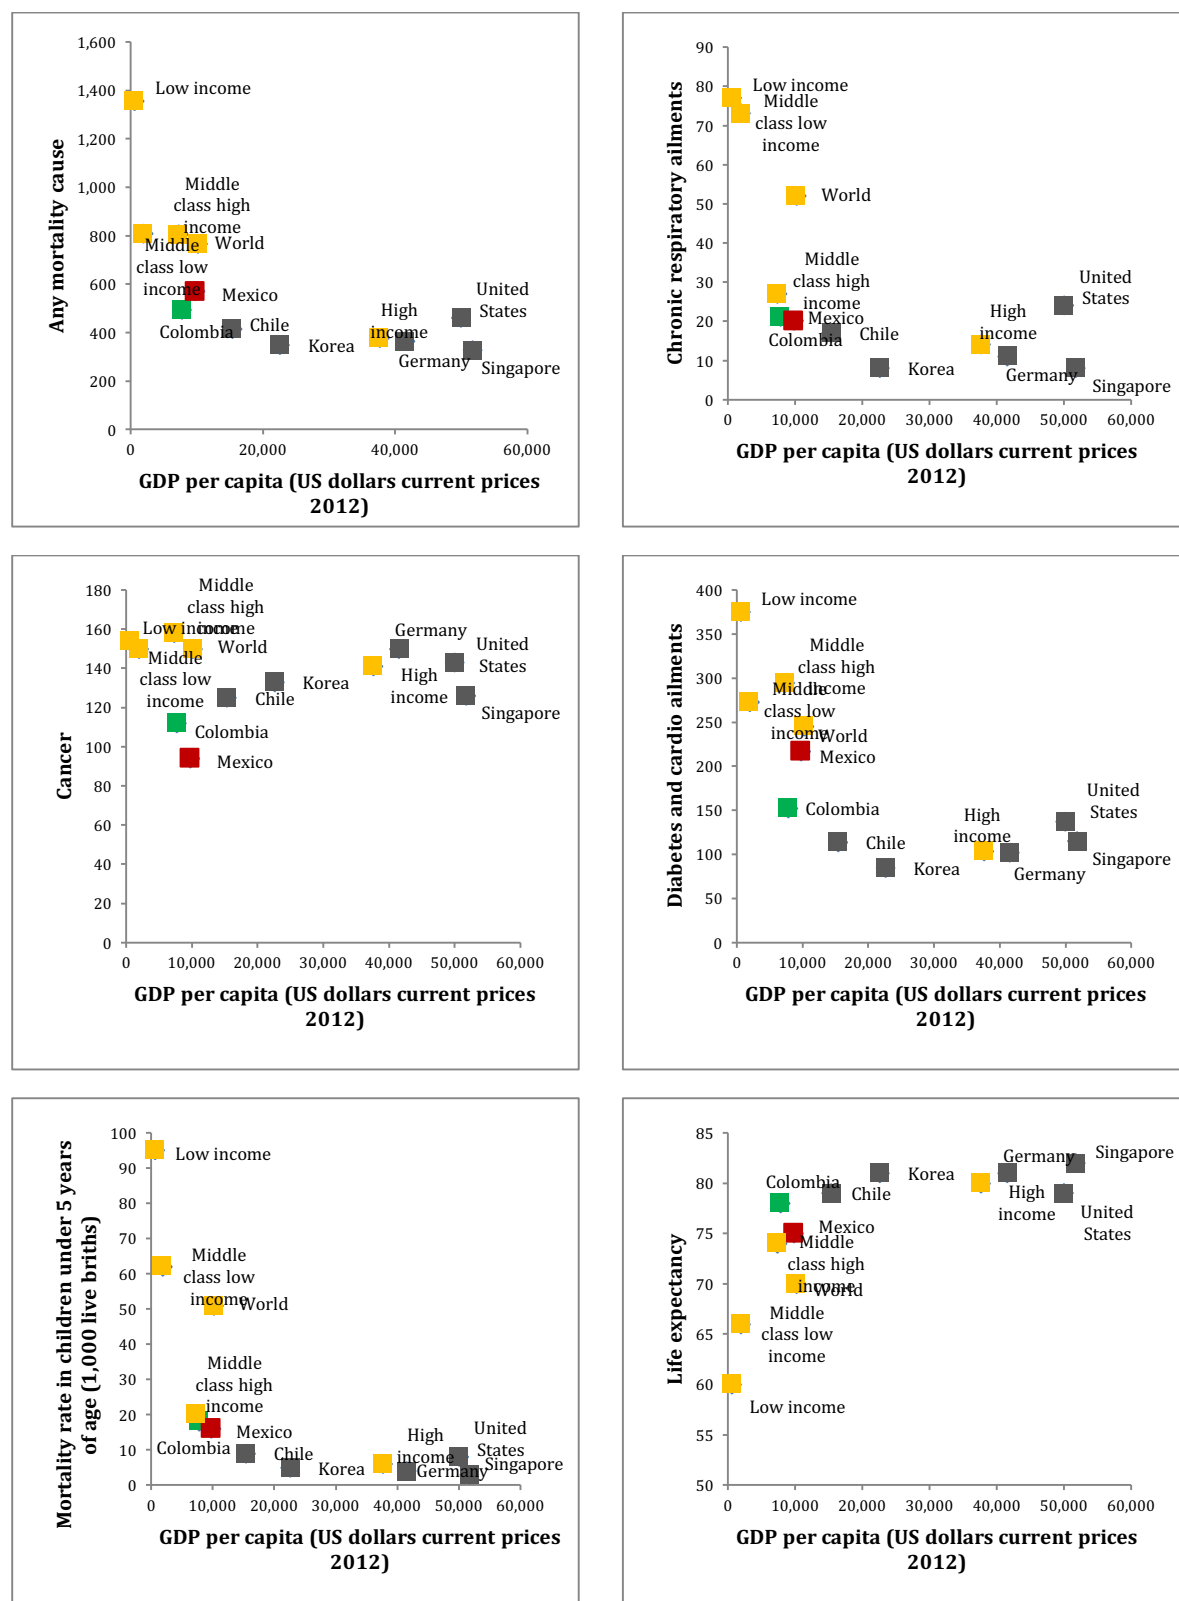 1,600
1,400
1,200
1,000
800
600
400
200
0
Any mortality cause
Low income
Middle
class high
income
World
Middle
class low
income
Mexico
Colombia
Chile
Korea
High
income
Germany
United
States
Singapore
0
20,000
40,000
60,000
GDP per capita (US dollars current prices
2012)
90
80
70
60
50
40
30
20
10
0
Chronic respiratory ailments
Low income
Middle
class low
income
World
Middle
class high
income
Mexico
Colombia
Chile
Korea
High
income
Germany
United
States
Singapore
0
10,000
20,000
30,000
40,000
50,000
60,000
GDP per capita (US dollars current prices
2012)
180
160
140
120
100
80
60
40
20
0
Cancer
Middle
class high
income
Low income
World
Middle
class low
income
Chile
Korea
Colombia
Mexico
Germany
High
income
United
States
Singapore
0
10,000
20,000
30,000
40,000
50,000
60,000
GDP per capita (US dollars current prices
2012)
400
350
300
250
200
150
100
50
0
Diabetes and cardio ailments
Low income
Middle
class high
income
Middle
class low
income
World
Mexico
Colombia
Chile
Korea
High
income
Germany
United
States
Singapore
0
10,000
20,000
30,000
40,000
50,000
60,000
GDP per capita (US dollars current prices
2012)
100
90
80
70
60
50
40
30
20
10
0
Mortality rate in children under 5 years
of age (1,000 live briths)
Low income
Middle
class low
income
World
Middle
class high
income
Colombia
Mexico
Chile
Korea
High
income
Germany
United
States
Singapore
0
10,000
20,000
30,000
40,000
50,000
60,000
GDP per capita (US dollars current prices
2012)
85
80
75
70
65
60
55
50
Life expectancy
Colombia
Chile
Korea
Germany
Singapore
High
income
United
States
Mexico
Middle
class high
income
World
Middle
class low
income
Low income
0
10,000
20,000
30,000
40,000
50,000
60,000
GDP per capita (US dollars current prices
2012)